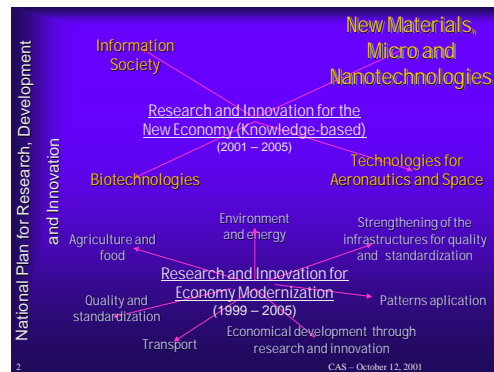 National Plan for Research, Development
and Innovation
Information
Society
New Materials,
Micro and
Nanotechnologies
Research and Innovation for the
New Economy (Knowledge-based)
(2001 – 2005)
Biotechnologies
Technologies for
Aeronautics and Space
Environment
and energy
Strengthening of the
infrastructures for quality
and standardization
Agriculture and
food
Research and Innovation for
Economy Modernization
(1999 – 2005)
Quality and
standardization
Patterns aplication
Transport
Economical development through
research and innovation
2
CAS – October 12, 2001